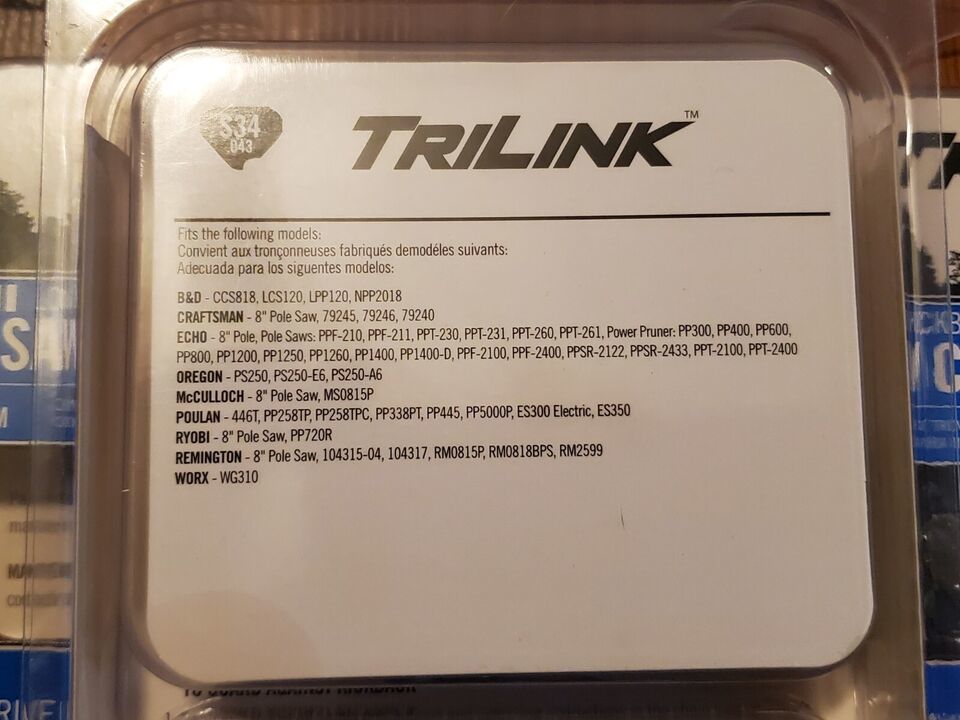 S34
.043
TRILINK™
Fits the following models:
Convient aux tronçonneuses fabriqués demodéles suivants:
Adecuada para los siguentes modelos:
B&D - CCS818, LCS120, LPP120, NPP2018
CRAFTSMAN - 8" Pole Saw, 79245, 79246, 79240
ECHO - 8" Pole, Pole Saws: PPF-210, PPF-211, PPT-230, PPT-231, PPT-260, PPT-261, Power Pruner: PP300, PP400, PP600,
PP800, PP1200, PP1250, PP1260, PP1400, PP1400-D, PPF-2100, PPF-2400, PPSR-2122, PPSR-2433, PPT-2100, PPT-2400
OREGON - PS250, PS250-E6, PS250-A6
McCULLOCH - 8" Pole Saw, MS0815P
POULAN - 446T, PP258TP, PP258TPC, PP338PT, PP445, PP5000P, ES300 Electric, ES350
RYOBI - 8" Pole Saw, PP720R
REMINGTON - 8" Pole Saw, 104315-04, 104317, RM0815P, RM0818BPS, RM2599
WORX - WG310
TO GUARD AGAINST KICKBACK